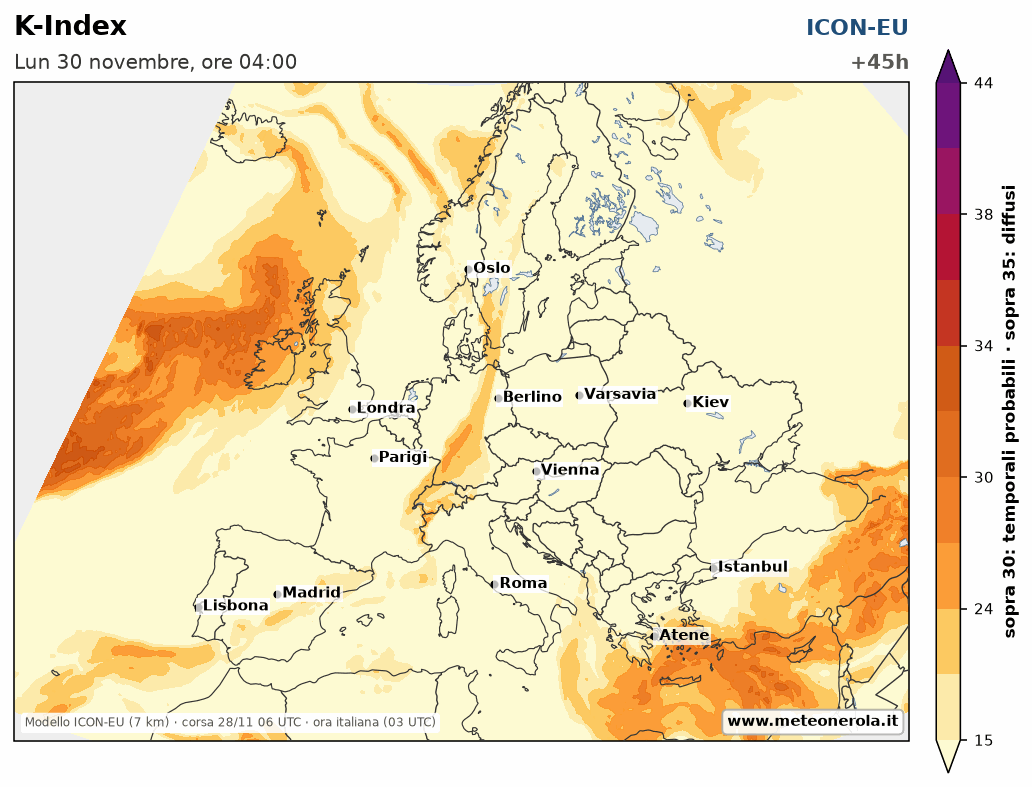 K-Index
ICON-EU
Lun 30 novembre, ore 04:00
+45h
44
38
34
30
24
15
sopra 30: temporali probabili · sopra 35: diffusi
Oslo
Londra
Berlino
Varsavia
Kiev
Parigi
Vienna
Istanbul
Roma
Madrid
Lisbona
Atene
Modello ICON-EU (7 km) · corsa 28/11 06 UTC · ora italiana (03 UTC)
www.meteonerola.it